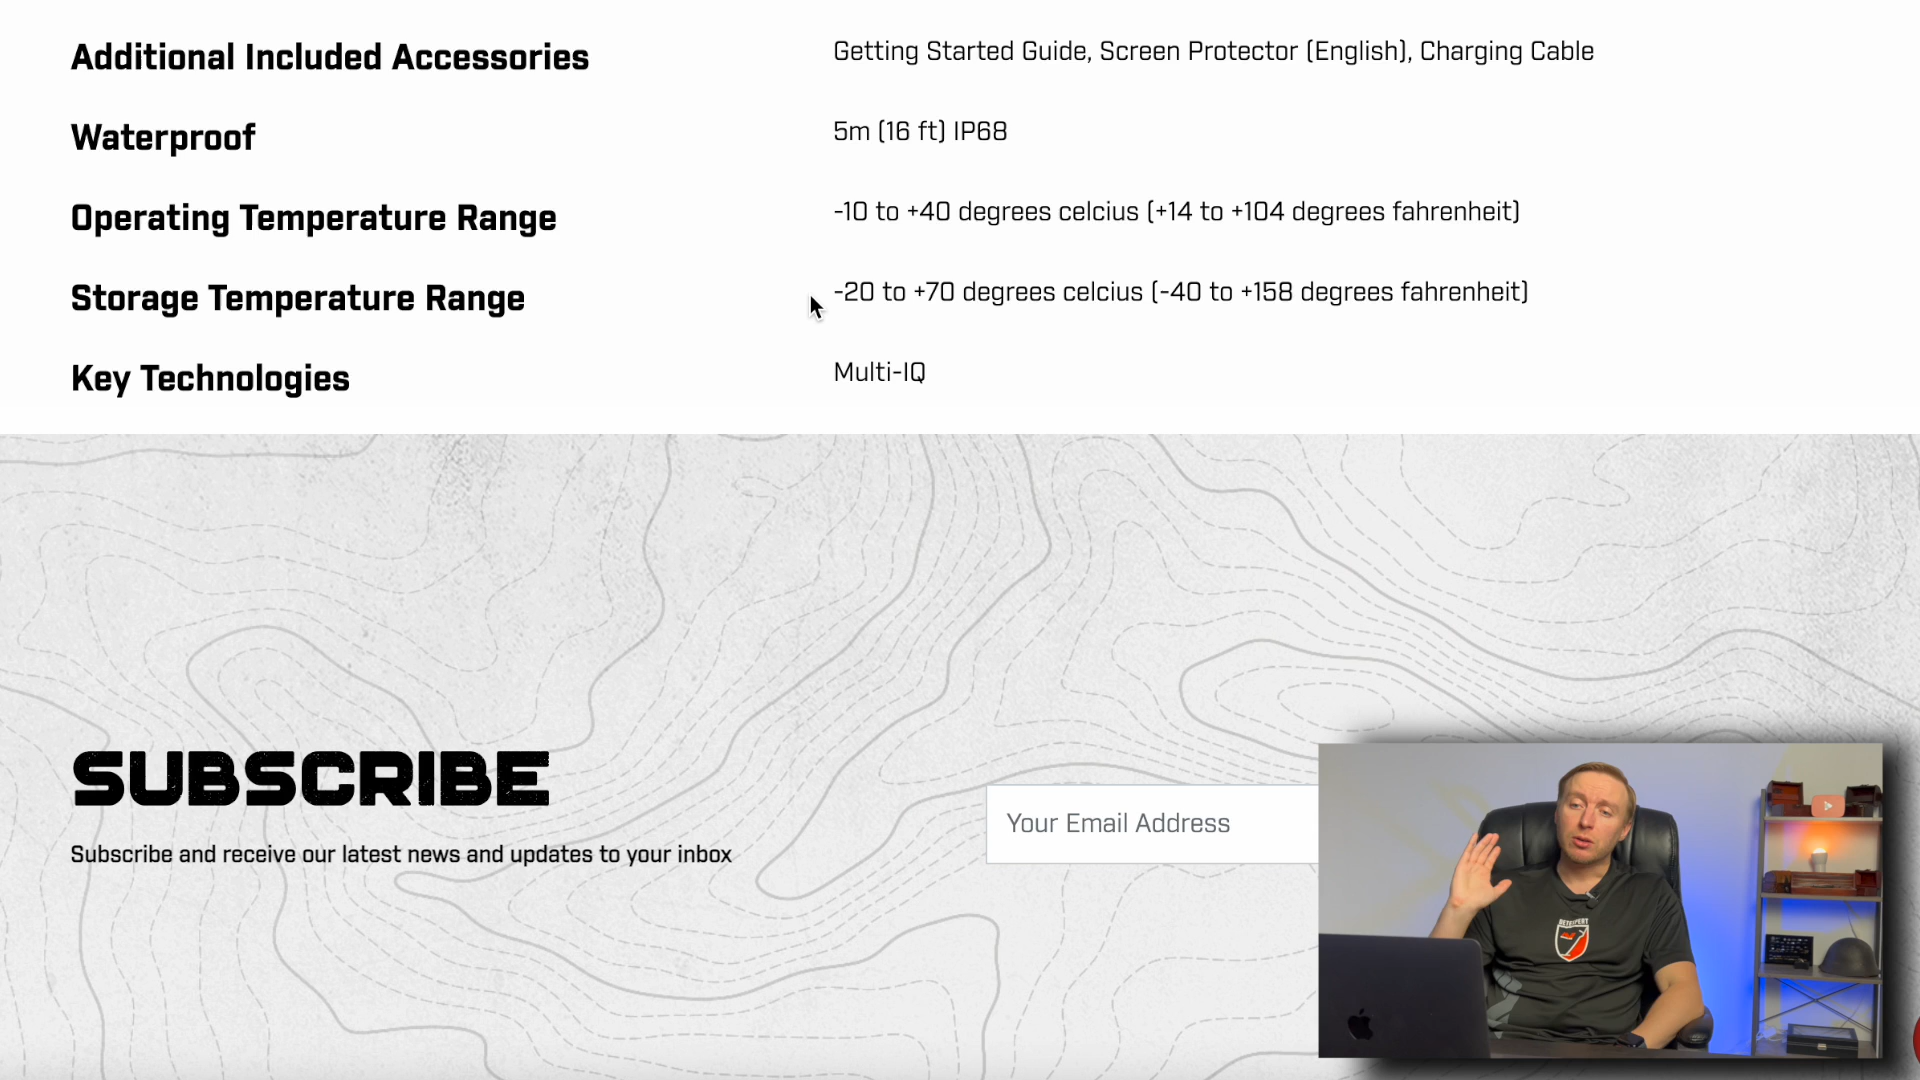 Additional Included Accessories
Getting Started Guide, Screen Protector (English), Charging Cable
Waterproof
5m (16 ft) IP68
Operating Temperature Range
-10 to +40 degrees celcius (+14 to +104 degrees fahrenheit)
Storage Temperature Range
-20 to +70 degrees celcius (-40 to +158 degrees fahrenheit)
Key Technologies
Multi-IQ
SUBSCRIBE
Subscribe and receive our latest news and updates to your inbox
Your Email Address
DETEXPERT